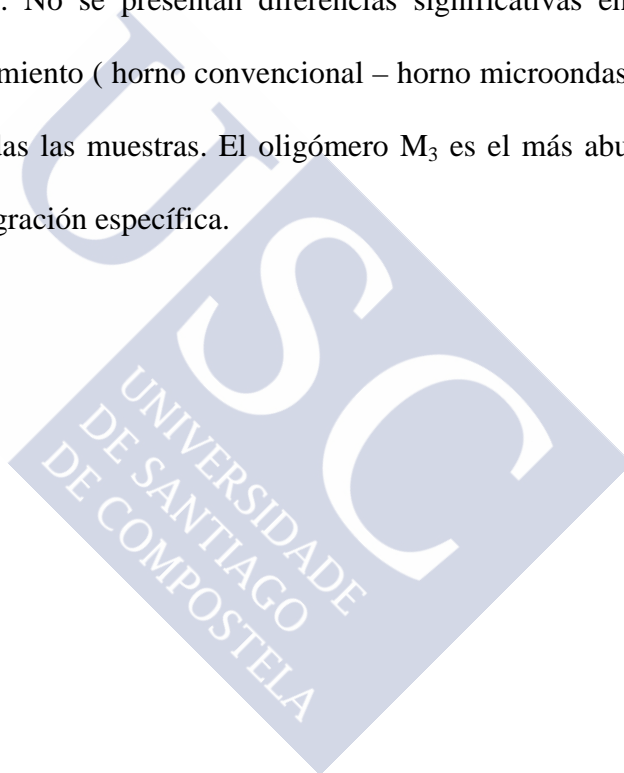 . No se presentan diferencias significativas en
miento ( horno convencional – horno microondas
las muestras. El oligómero M₃ es el más abu
gración específica.
USC
UNIVERSIDADE
DE SANTIAGO
DE COMPOSTELA